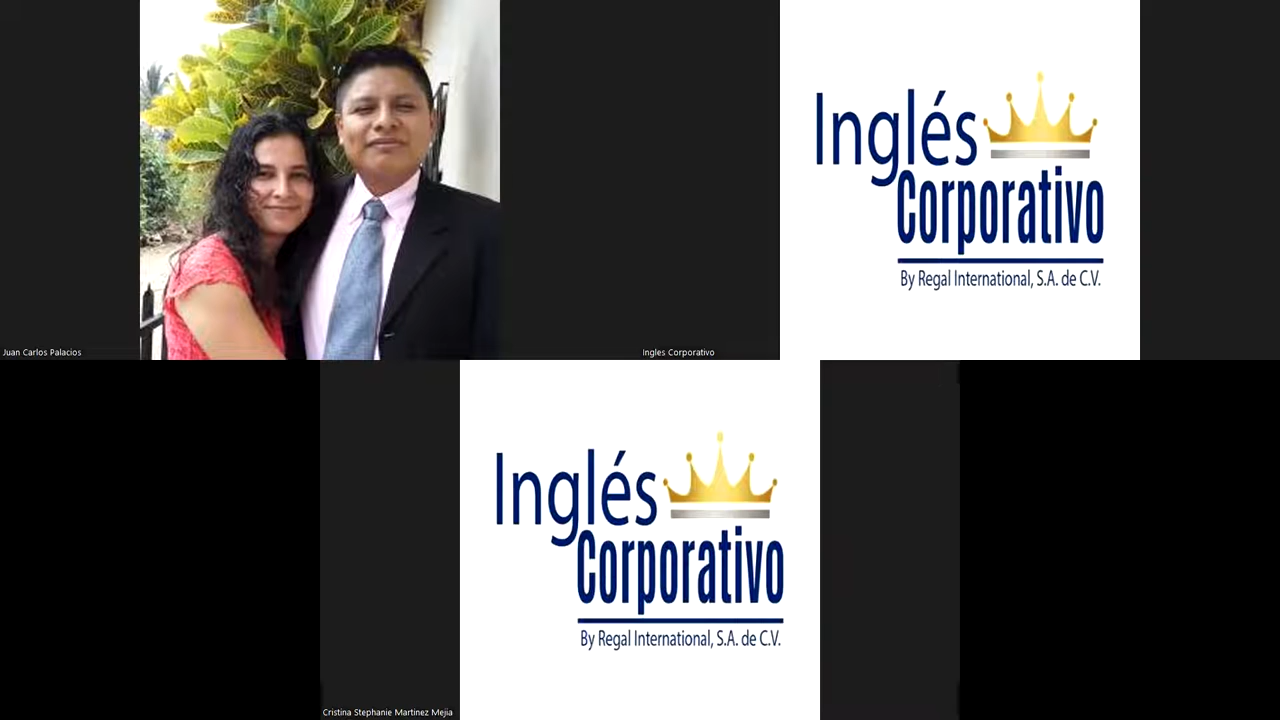 Juan Carlos Palacios
Inglés
Corporativo
By Regal International, S.A. de C.V.
Ingles Corporativo
Inglés
Corporativo
By Regal International, S.A. de C.V.
Cristina Stephanie Martinez Mejia